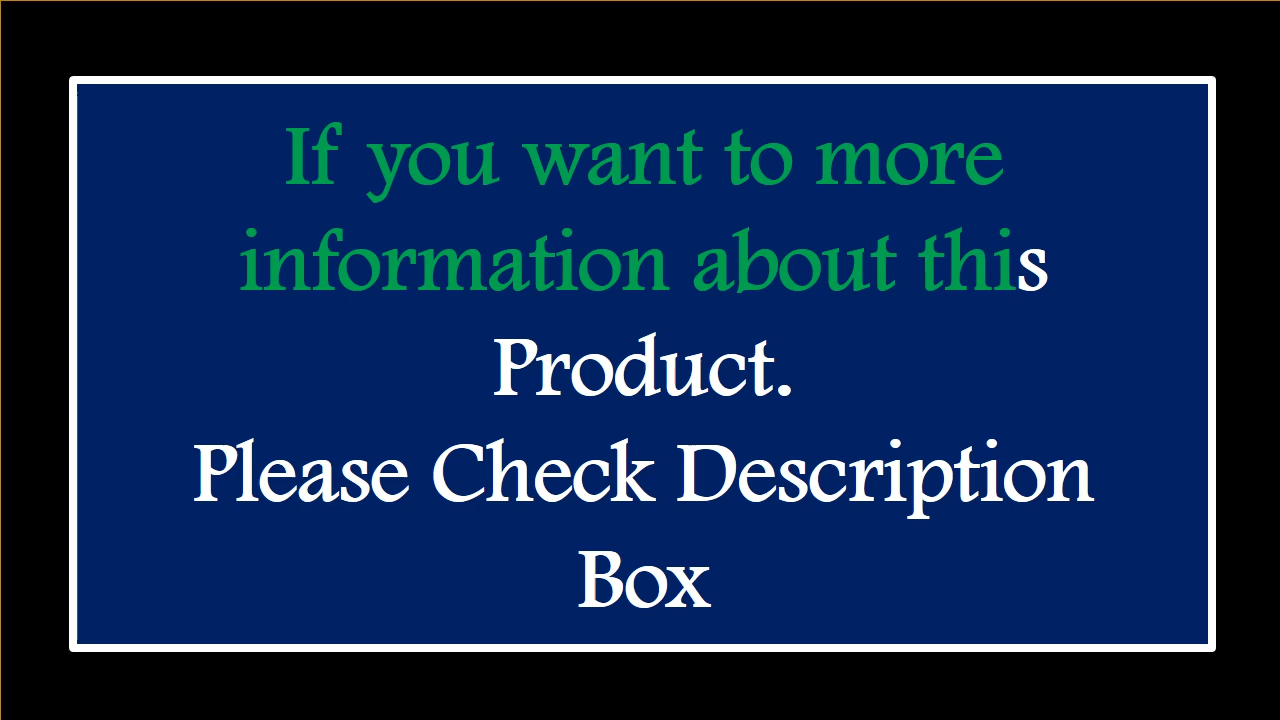 If you want to more
information about this
Product.
Please Check Description
Box